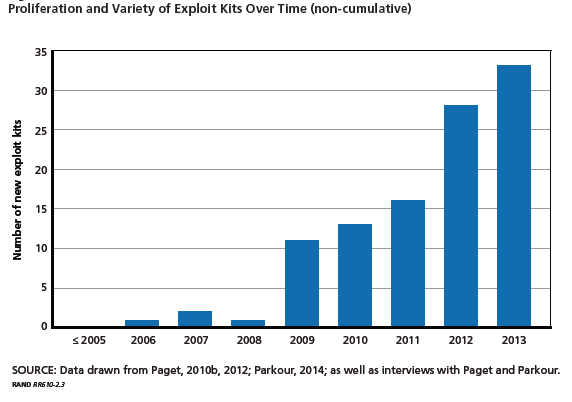 Proliferation and Variety of Exploit Kits Over Time (non-cumulative)
Number of new exploit kits
35
30
25
20
15
10
5
0
≤ 2005 2006 2007 2008 2009 2010 2011 2012 2013
SOURCE: Data drawn from Paget, 2010b, 2012; Parkour, 2014; as well as interviews with Paget and Parkour.
RAND RR610-2.3